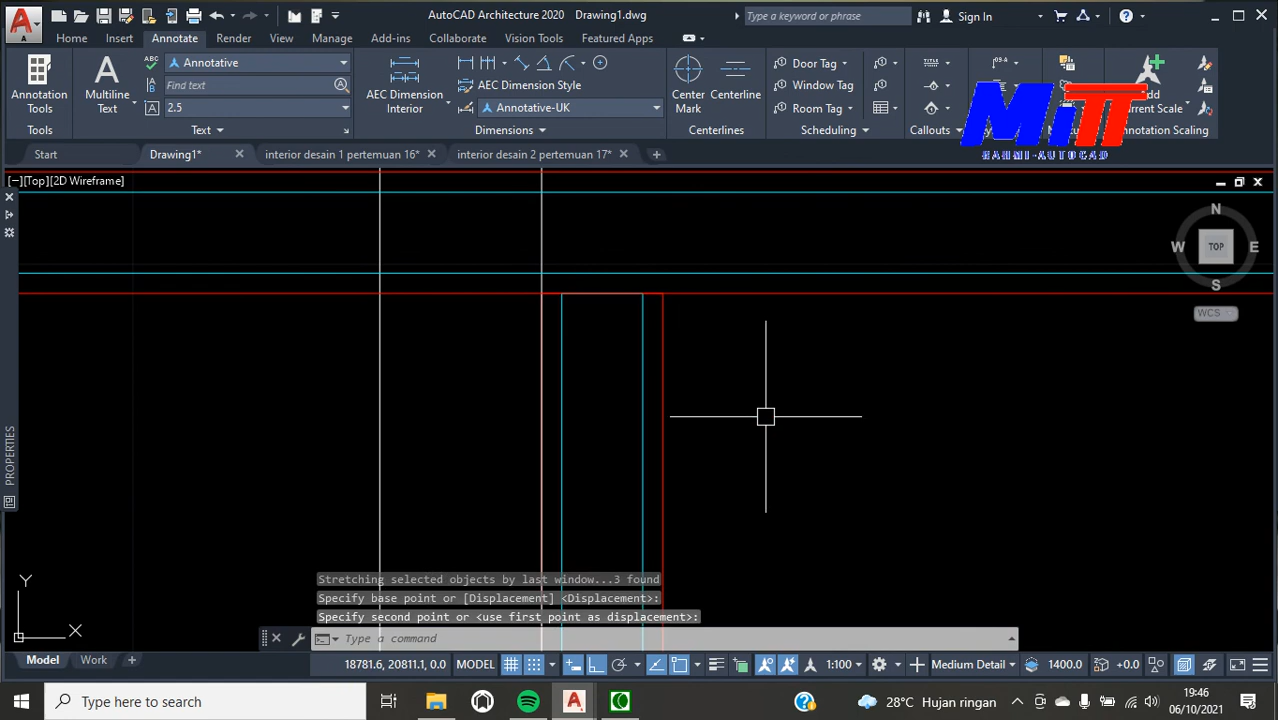 AutoCAD Architecture 2020 Drawing1.dwg
Type a keyword or phrase
Sign In
A
Home Insert Annotate Render View Manage Add-ins Collaborate Vision Tools Featured Apps
Annotation
Tools
Tools
Multiline
Text
ABC
Annotative
Find text
2.5
Text
AEC Dimension
Interior
AEC Dimension Style
Annotative-UK
Dimensions
Center
Mark
Centerline
Centerlines
Door Tag
Window Tag
Room Tag
Scheduling
Callouts
Add
Current Scale
Annotation Scaling
MiTT
HAHMI-AUTOCAD
Start Drawing1* interior desain 1 pertemuan 16* interior desain 2 pertemuan 17*
[−][Top][2D Wireframe]
N
W TOP E
S
WCS
PROPERTIES
Y
X
Stretching selected objects by last window...3 found
Specify base point or [Displacement] <Displacement>:
Specify second point or <use first point as displacement>:
Type a command
Model Work
18781.6, 20811.1, 0.0 MODEL 1:100 Medium Detail 1400.0 +0.0
Type here to search
28°C Hujan ringan
19:46
06/10/2021